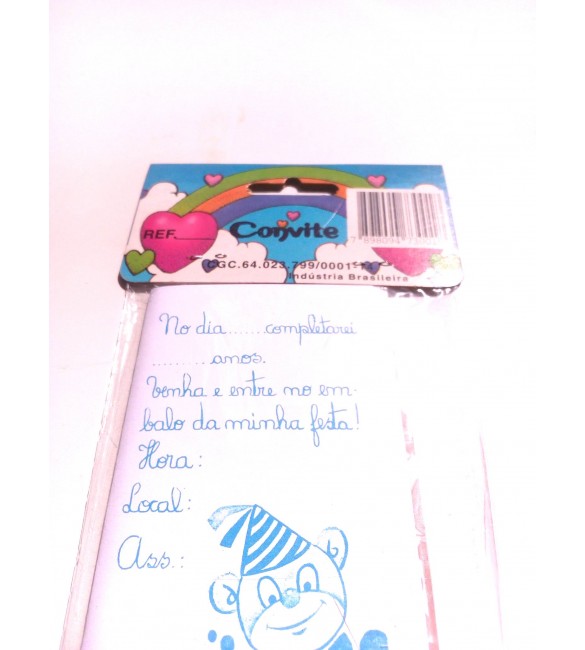 REF.
Convite
CGC.64.023.799/0001
Indústria Brasileira
No dia.......completarei
.........anos.
Venha e entre no em-
balo da minha festa!
Hora:
Local:
Ass.: